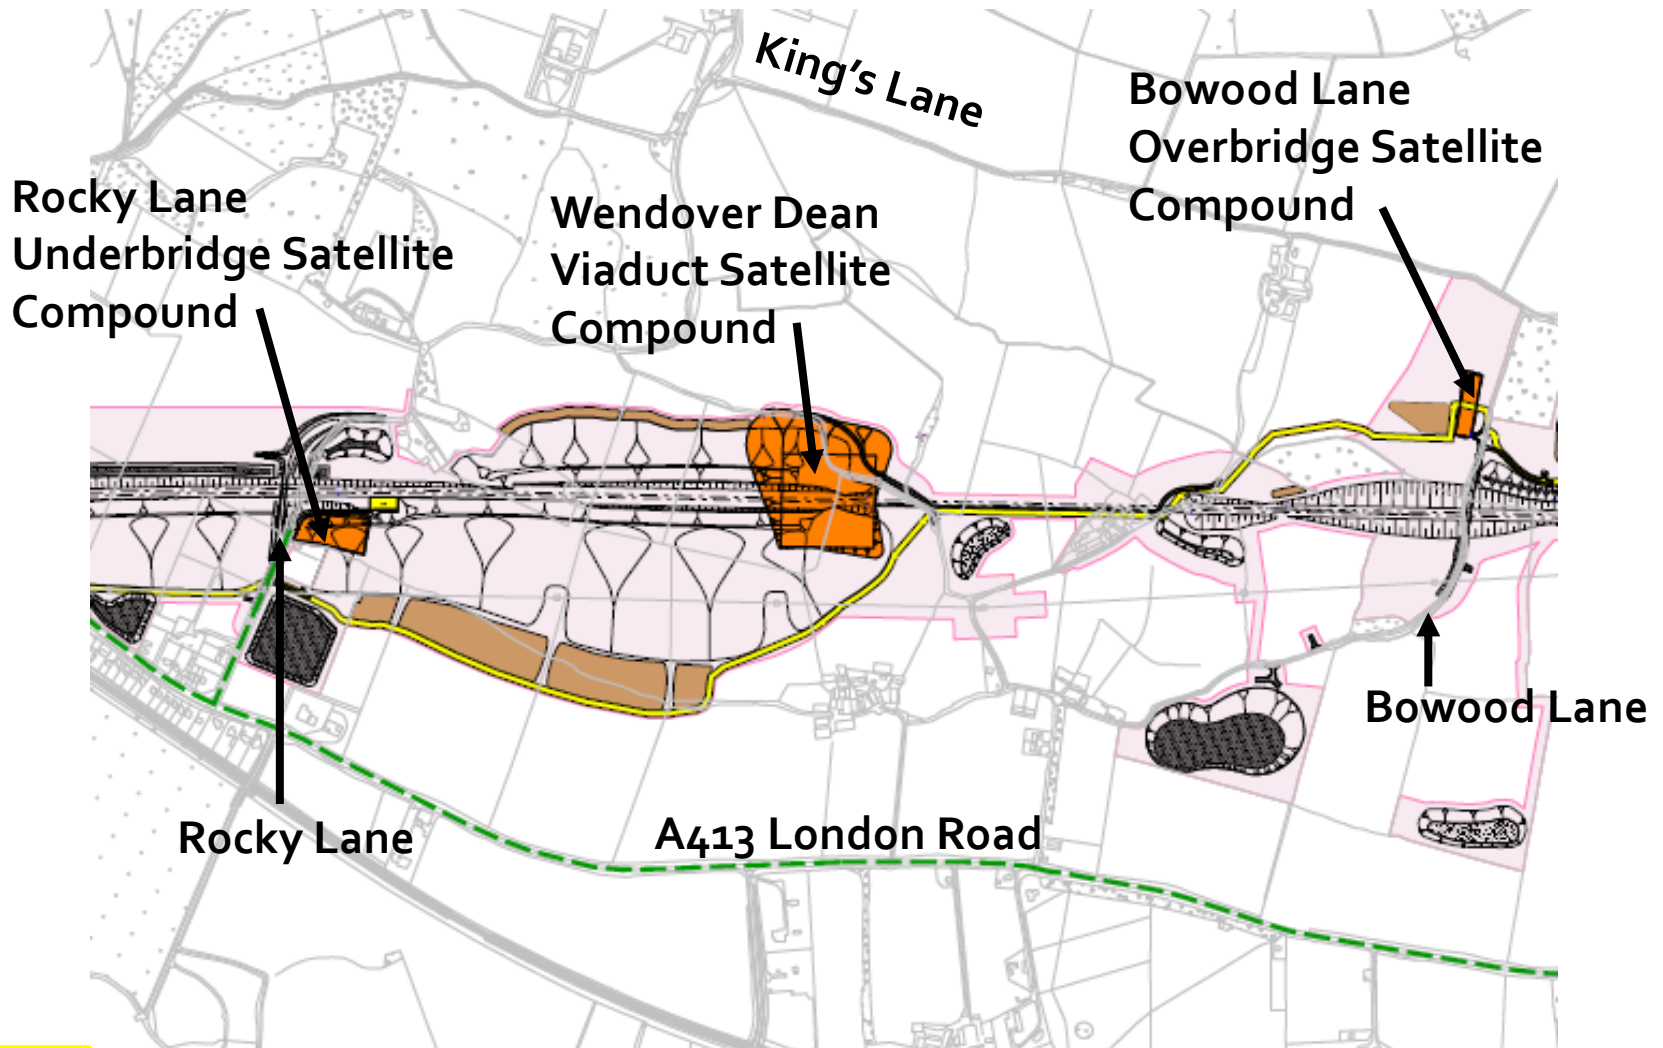 King's Lane
Bowood Lane
Overbridge Satellite
Compound
Rocky Lane
Underbridge Satellite
Compound
Wendover Dean
Viaduct Satellite
Compound
Bowood Lane
Rocky Lane
A413 London Road